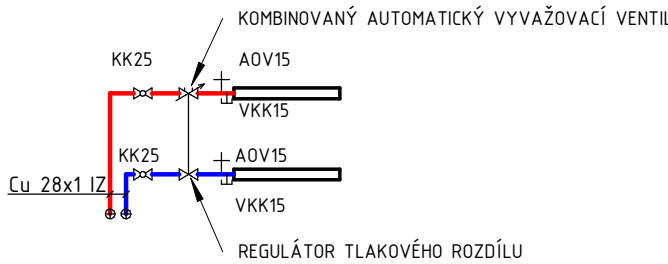 KOMBINOVANÝ AUTOMATICKÝ VYVAŽOVACÍ VENTIL
KK25
AOV15
VKK15
KK25
AOV15
Cu 28x1 IZ
VKK15
REGULÁTOR TLAKOVÉHO ROZDÍLU